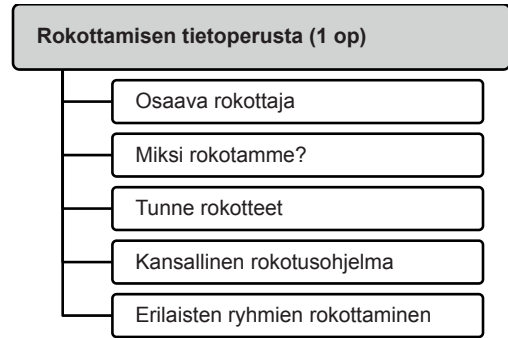 Rokottamisen tietoperusta (1 op)
Osaava rokottaja
Miksi rokotamme?
Tunne rokotteet
Kansallinen rokotusohjelma
Erilaisten ryhmien rokottaminen